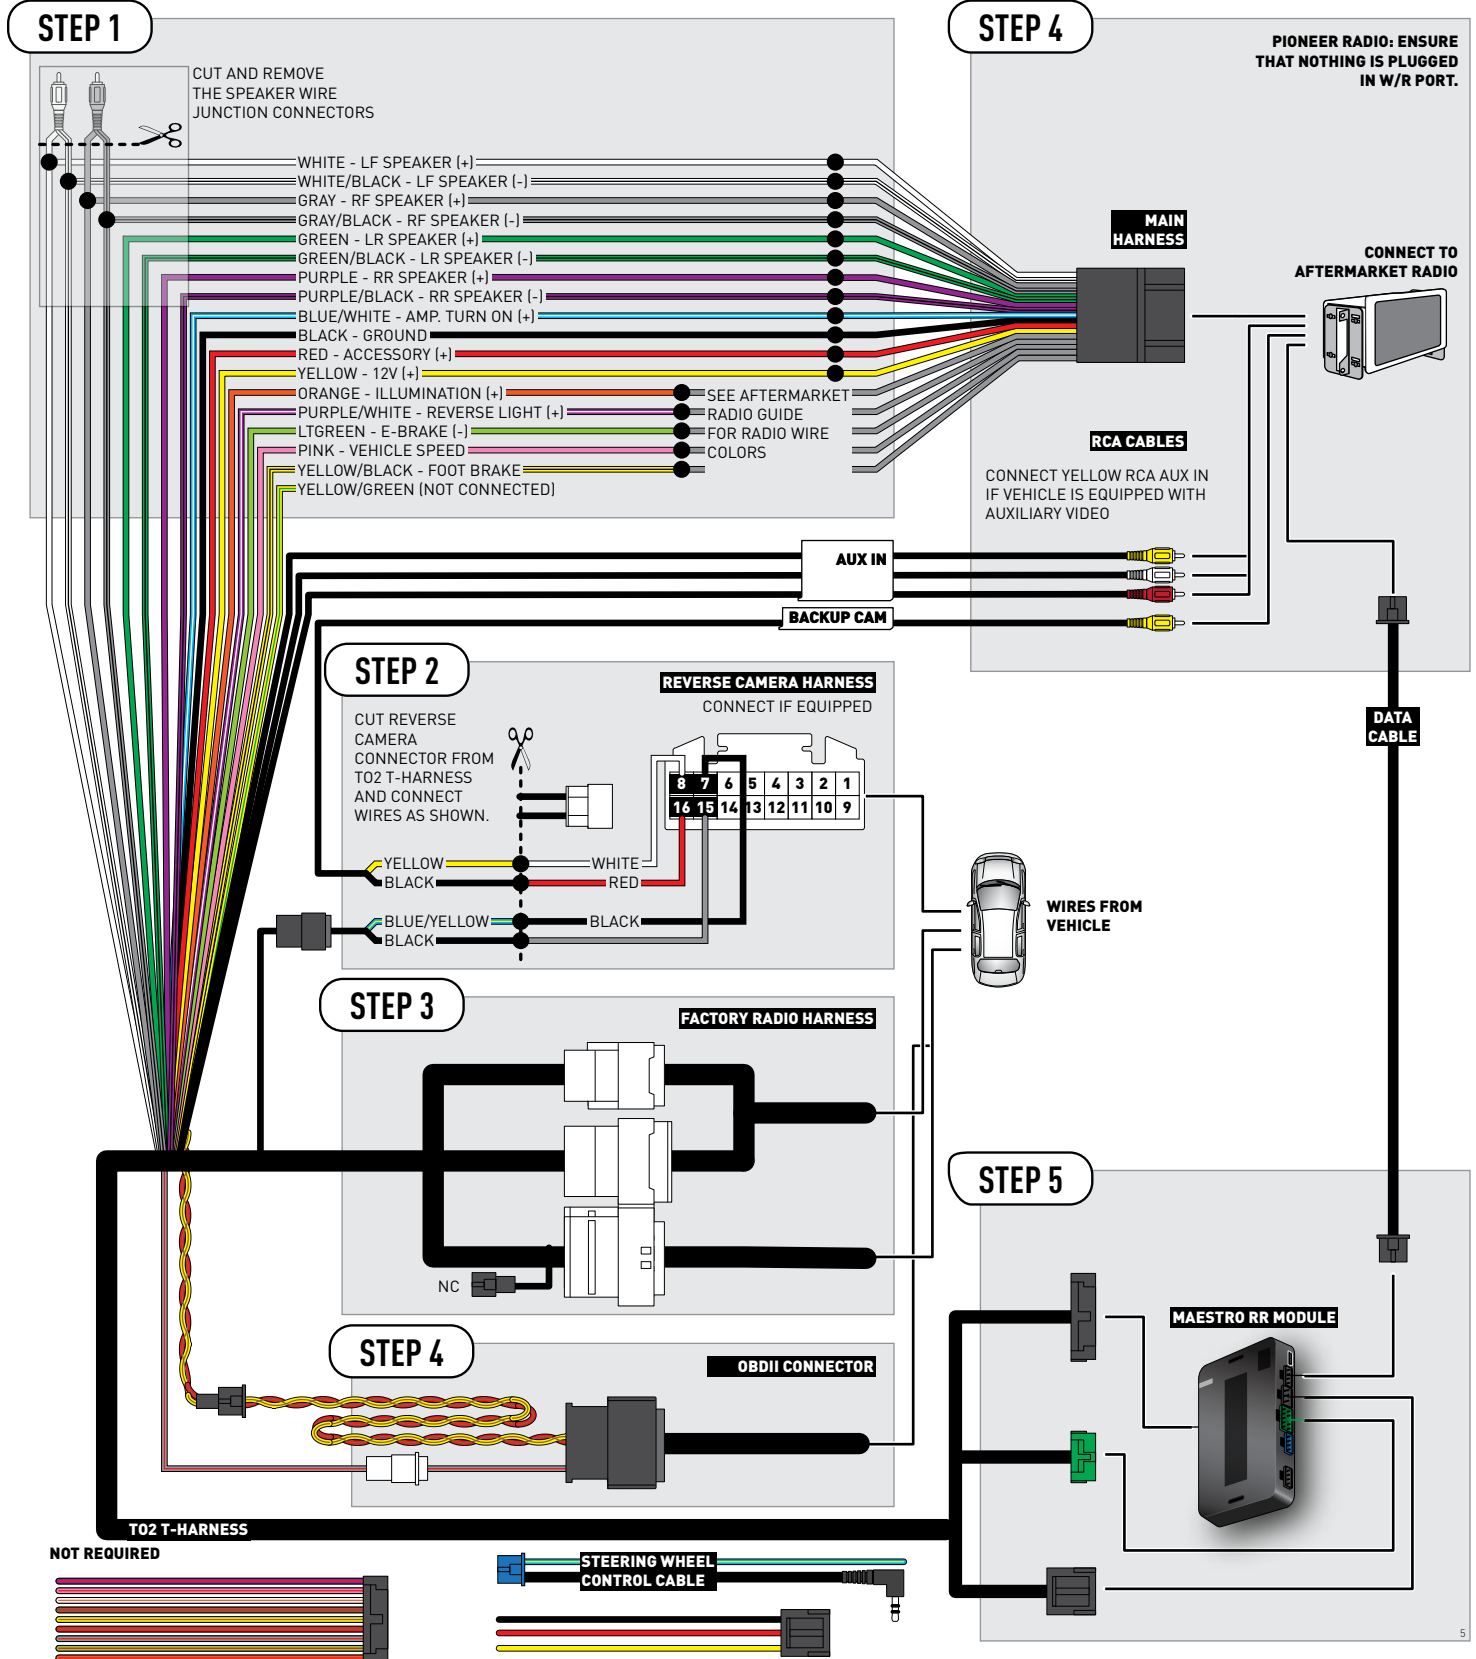 STEP 1
CUT AND REMOVE
THE SPEAKER WIRE
JUNCTION CONNECTORS
WHITE - LF SPEAKER (+)
WHITE/BLACK - LF SPEAKER (-)
GRAY - RF SPEAKER (+)
GRAY/BLACK - RF SPEAKER (-)
GREEN - LR SPEAKER (+)
GREEN/BLACK - LR SPEAKER (-)
PURPLE - RR SPEAKER (+)
PURPLE/BLACK - RR SPEAKER (-)
BLUE/WHITE - AMP. TURN ON (+)
BLACK - GROUND
RED - ACCESSORY (+)
YELLOW - 12V (+)
ORANGE - ILLUMINATION (+)
PURPLE/WHITE - REVERSE LIGHT (+)
LTGREEN - E-BRAKE (-)
PINK - VEHICLE SPEED
YELLOW/BLACK - FOOT BRAKE
YELLOW/GREEN (NOT CONNECTED)
SEE AFTERMARKET
RADIO GUIDE
FOR RADIO WIRE
COLORS
STEP 4
PIONEER RADIO: ENSURE
THAT NOTHING IS PLUGGED
IN W/R PORT.
MAIN
HARNESS
CONNECT TO
AFTERMARKET RADIO
RCA CABLES
CONNECT YELLOW RCA AUX IN
IF VEHICLE IS EQUIPPED WITH
AUXILIARY VIDEO
AUX IN
BACKUP CAM
DATA
CABLE
STEP 2
REVERSE CAMERA HARNESS
CONNECT IF EQUIPPED
CUT REVERSE
CAMERA
CONNECTOR FROM
TO2 T-HARNESS
AND CONNECT
WIRES AS SHOWN.
8 7 6 5 4 3 2 1
16 15 14 13 12 11 10 9
YELLOW
WHITE
BLACK
RED
BLUE/YELLOW
BLACK
BLACK
WIRES FROM
VEHICLE
STEP 3
FACTORY RADIO HARNESS
NC
STEP 4
OBDII CONNECTOR
STEP 5
MAESTRO RR MODULE
TO2 T-HARNESS
NOT REQUIRED
STEERING WHEEL
CONTROL CABLE
5